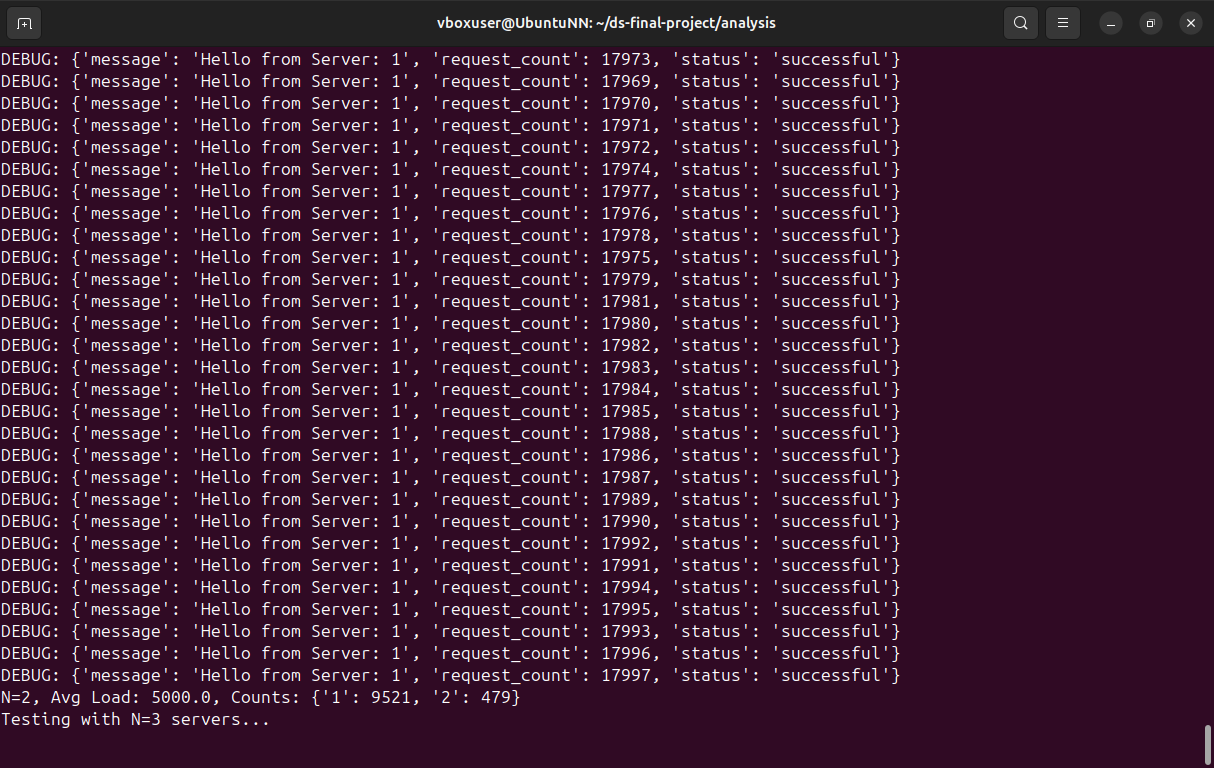 vboxuser@UbuntuNN: ~/ds-final-project/analysis
DEBUG: {'message': 'Hello from Server: 1', 'request_count': 17973, 'status': 'successful'}
DEBUG: {'message': 'Hello from Server: 1', 'request_count': 17969, 'status': 'successful'}
DEBUG: {'message': 'Hello from Server: 1', 'request_count': 17970, 'status': 'successful'}
DEBUG: {'message': 'Hello from Server: 1', 'request_count': 17971, 'status': 'successful'}
DEBUG: {'message': 'Hello from Server: 1', 'request_count': 17972, 'status': 'successful'}
DEBUG: {'message': 'Hello from Server: 1', 'request_count': 17974, 'status': 'successful'}
DEBUG: {'message': 'Hello from Server: 1', 'request_count': 17977, 'status': 'successful'}
DEBUG: {'message': 'Hello from Server: 1', 'request_count': 17976, 'status': 'successful'}
DEBUG: {'message': 'Hello from Server: 1', 'request_count': 17978, 'status': 'successful'}
DEBUG: {'message': 'Hello from Server: 1', 'request_count': 17975, 'status': 'successful'}
DEBUG: {'message': 'Hello from Server: 1', 'request_count': 17979, 'status': 'successful'}
DEBUG: {'message': 'Hello from Server: 1', 'request_count': 17981, 'status': 'successful'}
DEBUG: {'message': 'Hello from Server: 1', 'request_count': 17980, 'status': 'successful'}
DEBUG: {'message': 'Hello from Server: 1', 'request_count': 17982, 'status': 'successful'}
DEBUG: {'message': 'Hello from Server: 1', 'request_count': 17983, 'status': 'successful'}
DEBUG: {'message': 'Hello from Server: 1', 'request_count': 17984, 'status': 'successful'}
DEBUG: {'message': 'Hello from Server: 1', 'request_count': 17985, 'status': 'successful'}
DEBUG: {'message': 'Hello from Server: 1', 'request_count': 17988, 'status': 'successful'}
DEBUG: {'message': 'Hello from Server: 1', 'request_count': 17986, 'status': 'successful'}
DEBUG: {'message': 'Hello from Server: 1', 'request_count': 17987, 'status': 'successful'}
DEBUG: {'message': 'Hello from Server: 1', 'request_count': 17989, 'status': 'successful'}
DEBUG: {'message': 'Hello from Server: 1', 'request_count': 17990, 'status': 'successful'}
DEBUG: {'message': 'Hello from Server: 1', 'request_count': 17992, 'status': 'successful'}
DEBUG: {'message': 'Hello from Server: 1', 'request_count': 17991, 'status': 'successful'}
DEBUG: {'message': 'Hello from Server: 1', 'request_count': 17994, 'status': 'successful'}
DEBUG: {'message': 'Hello from Server: 1', 'request_count': 17995, 'status': 'successful'}
DEBUG: {'message': 'Hello from Server: 1', 'request_count': 17993, 'status': 'successful'}
DEBUG: {'message': 'Hello from Server: 1', 'request_count': 17996, 'status': 'successful'}
DEBUG: {'message': 'Hello from Server: 1', 'request_count': 17997, 'status': 'successful'}
N=2, Avg Load: 5000.0, Counts: {'1': 9521, '2': 479}
Testing with N=3 servers...